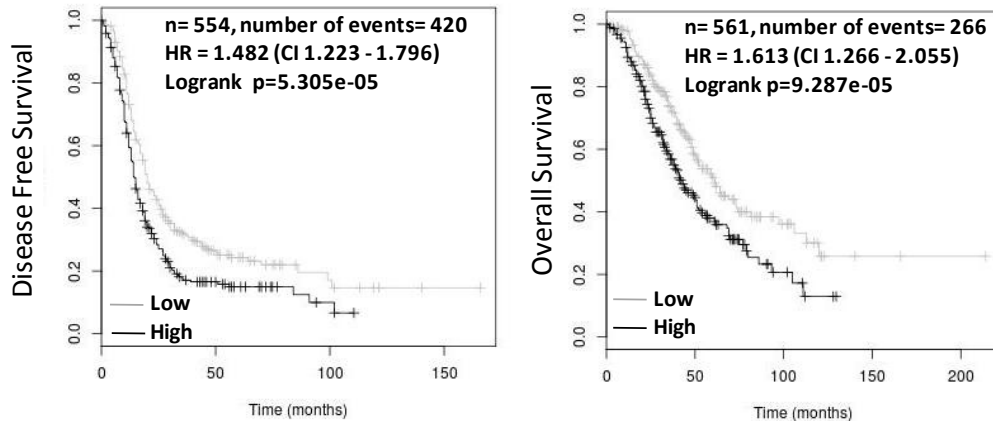 n= 554, number of events= 420
HR = 1.482 (CI 1.223 - 1.796)
Logrank p=5.305e-05
Disease Free Survival
1.0
0.8
0.6
0.4
0.2
0.0
Low
High
0 50 100 150
Time (months)
n= 561, number of events= 266
HR = 1.613 (CI 1.266 - 2.055)
Logrank p=9.287e-05
Overall Survival
1.0
0.8
0.6
0.4
0.2
0.0
Low
High
0 50 100 150 200
Time (months)